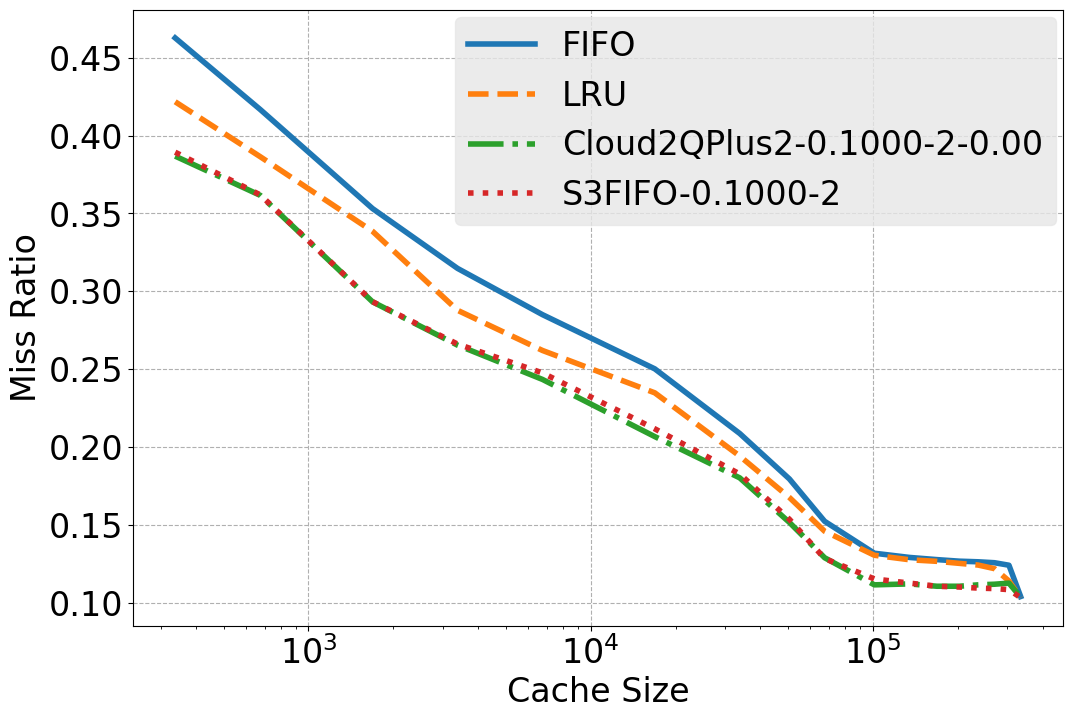 FIFO
LRU
Cloud2QPlus2-0.1000-2-0.00
S3FIFO-0.1000-2
Miss Ratio
0.45
0.40
0.35
0.30
0.25
0.20
0.15
0.10
10³
10⁴
10⁵
Cache Size